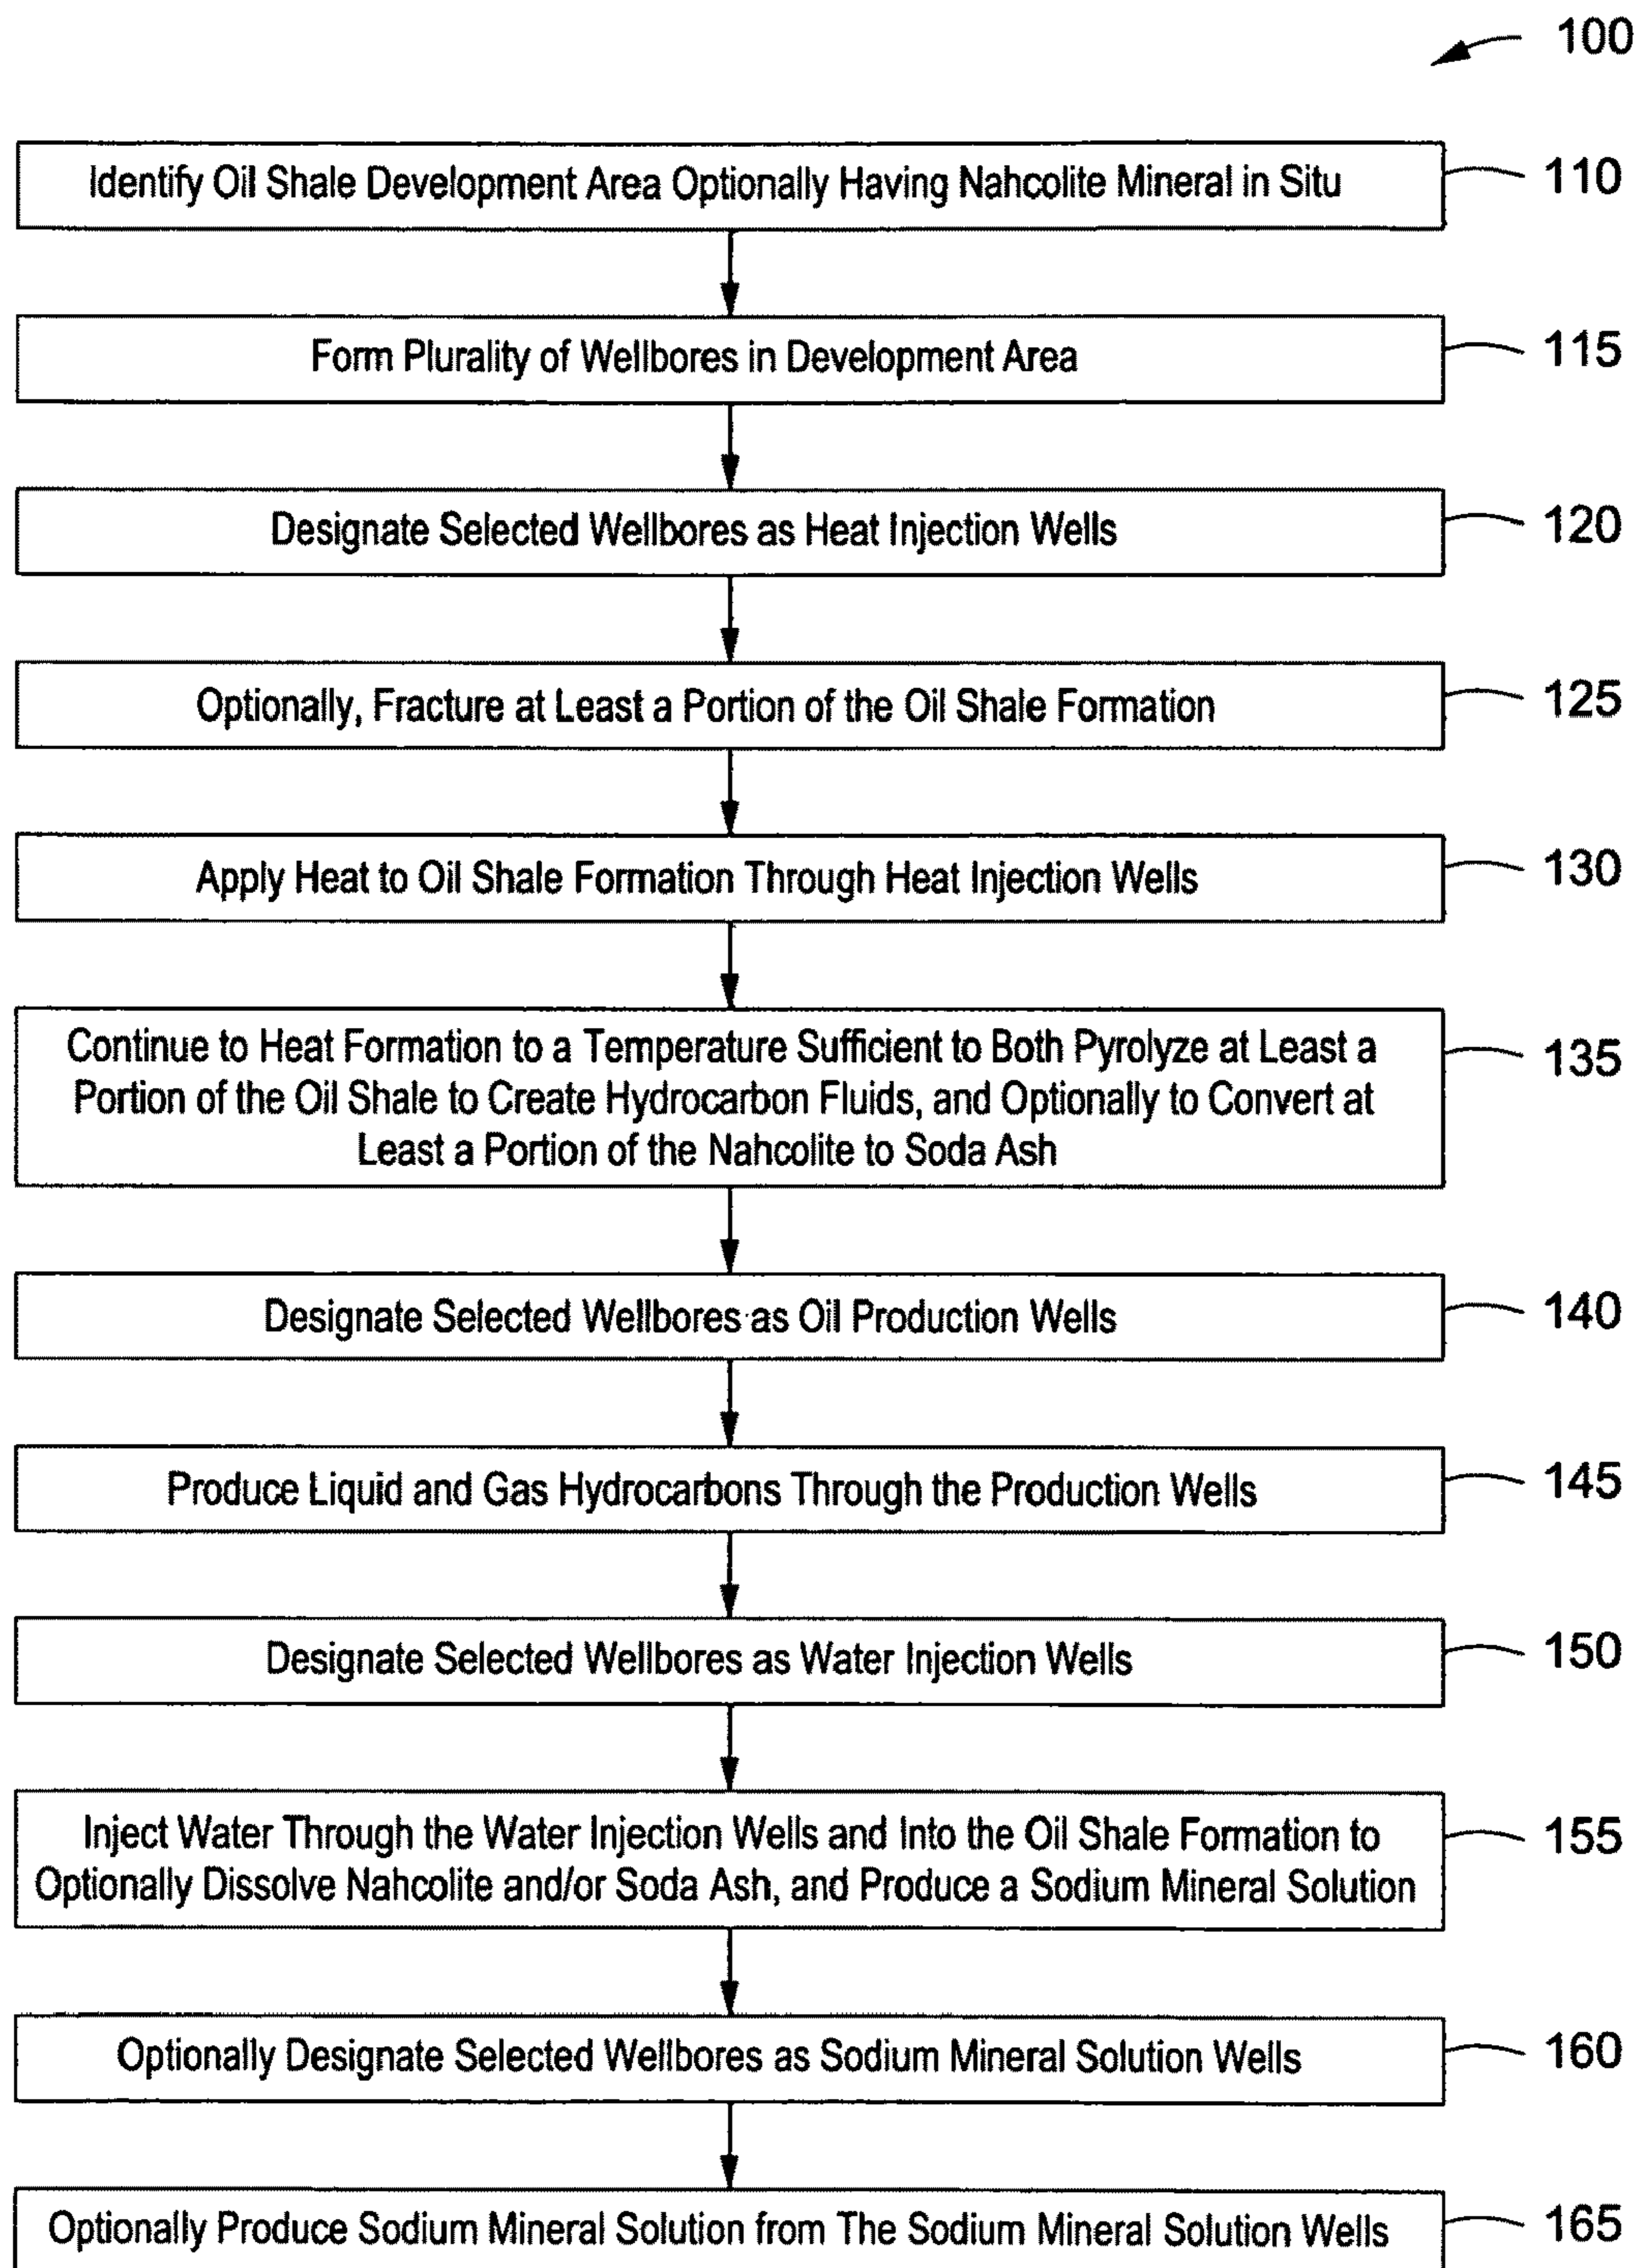 100
Identify Oil Shale Development Area Optionally Having Nahcolite Mineral in Situ
110
Form Plurality of Wellbores in Development Area
115
Designate Selected Wellbores as Heat Injection Wells
120
Optionally, Fracture at Least a Portion of the Oil Shale Formation
125
Apply Heat to Oil Shale Formation Through Heat Injection Wells
130
Continue to Heat Formation to a Temperature Sufficient to Both Pyrolyze at Least a
Portion of the Oil Shale to Create Hydrocarbon Fluids, and Optionally to Convert at
Least a Portion of the Nahcolite to Soda Ash
135
Designate Selected Wellbores as Oil Production Wells
140
Produce Liquid and Gas Hydrocarbons Through the Production Wells
145
Designate Selected Wellbores as Water Injection Wells
150
Inject Water Through the Water Injection Wells and Into the Oil Shale Formation to
Optionally Dissolve Nahcolite and/or Soda Ash, and Produce a Sodium Mineral Solution
155
Optionally Designate Selected Wellbores as Sodium Mineral Solution Wells
160
Optionally Produce Sodium Mineral Solution from The Sodium Mineral Solution Wells
165